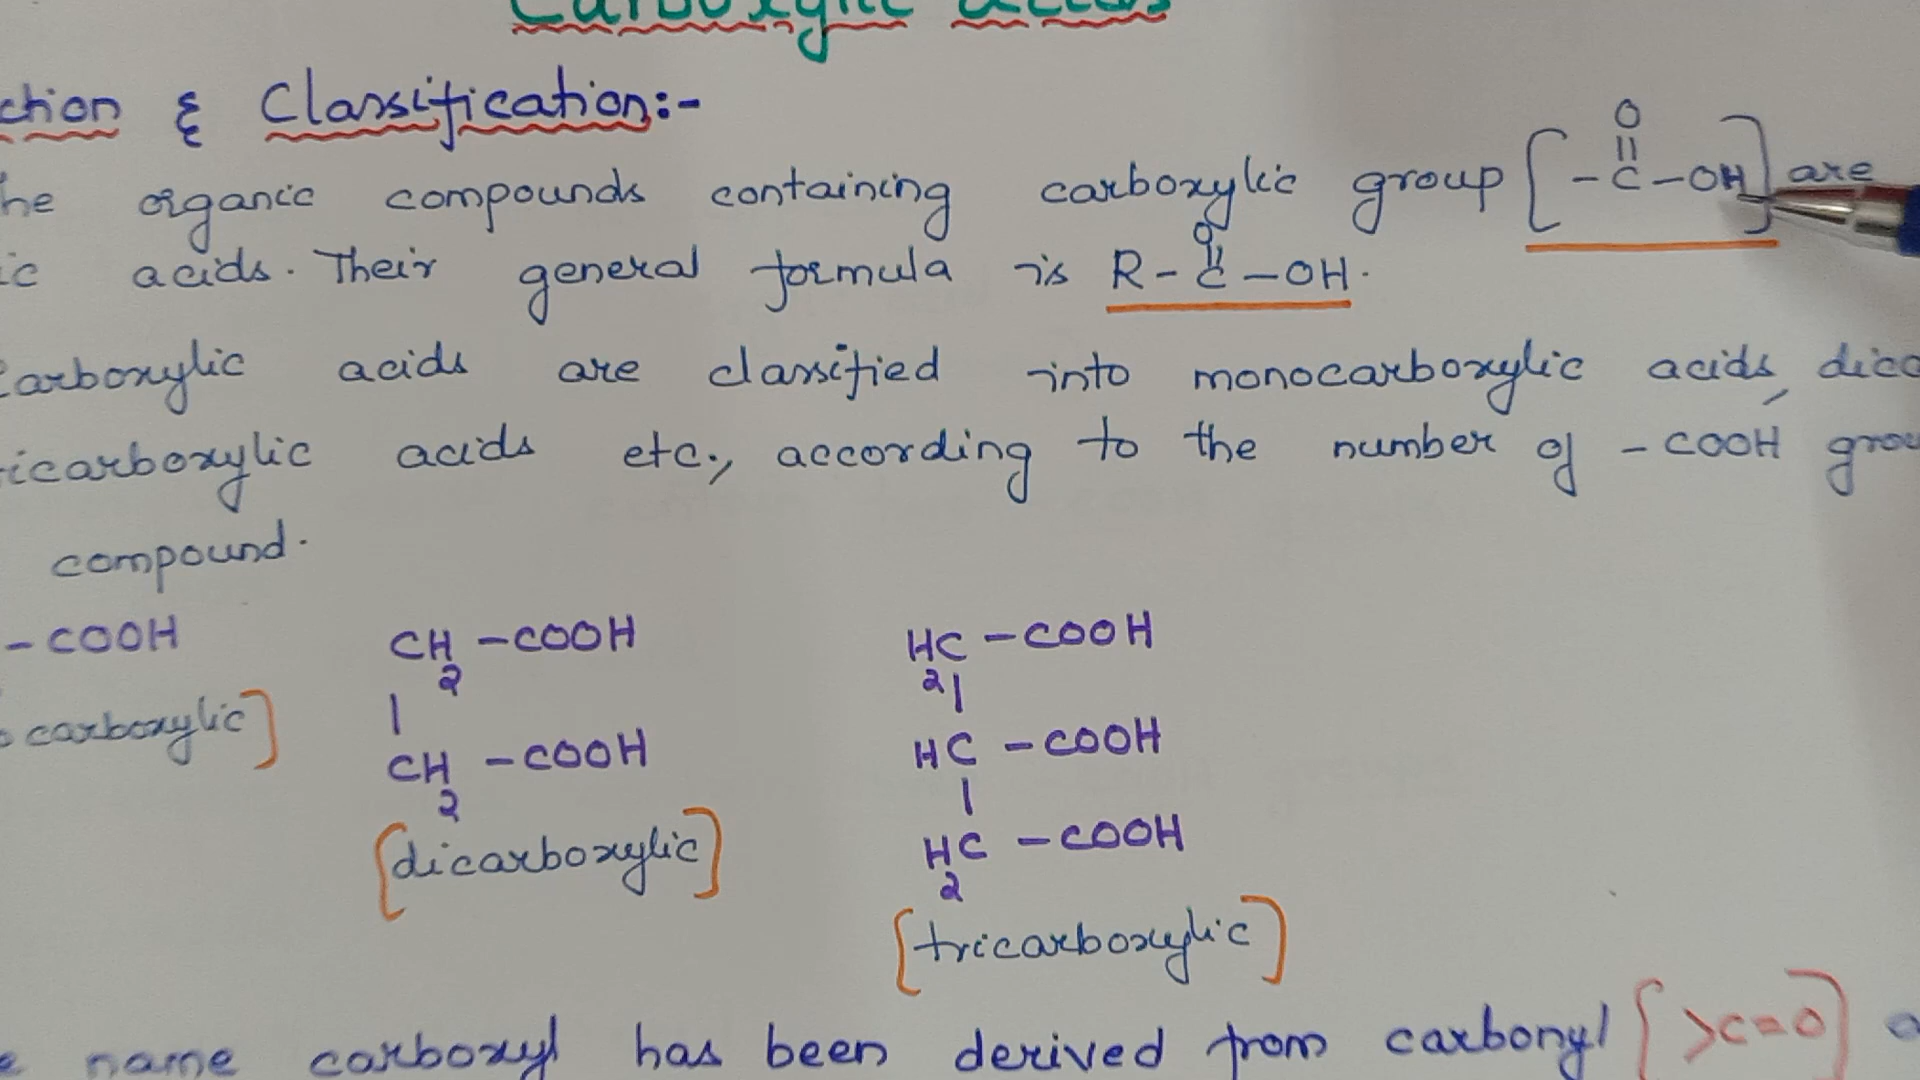 Carboxylic acids
ction & Classification:-
he organic compounds containing carboxylic group [-C-OH] are
O
||
ic acids. Their general formula is R-C-OH.
O
||
carboxylic acids are classified into monocarboxylic acids, dica
icarboxylic acids etc., according to the number of -COOH grou
compound.
-COOH CH2-COOH H2C-COOH
| |
o carboxylic] CH2-COOH HC-COOH
|
[dicarboxylic] H2C-COOH
[tricarboxylic]
e name carboxyl has been derived from carbonyl [>C=O] a